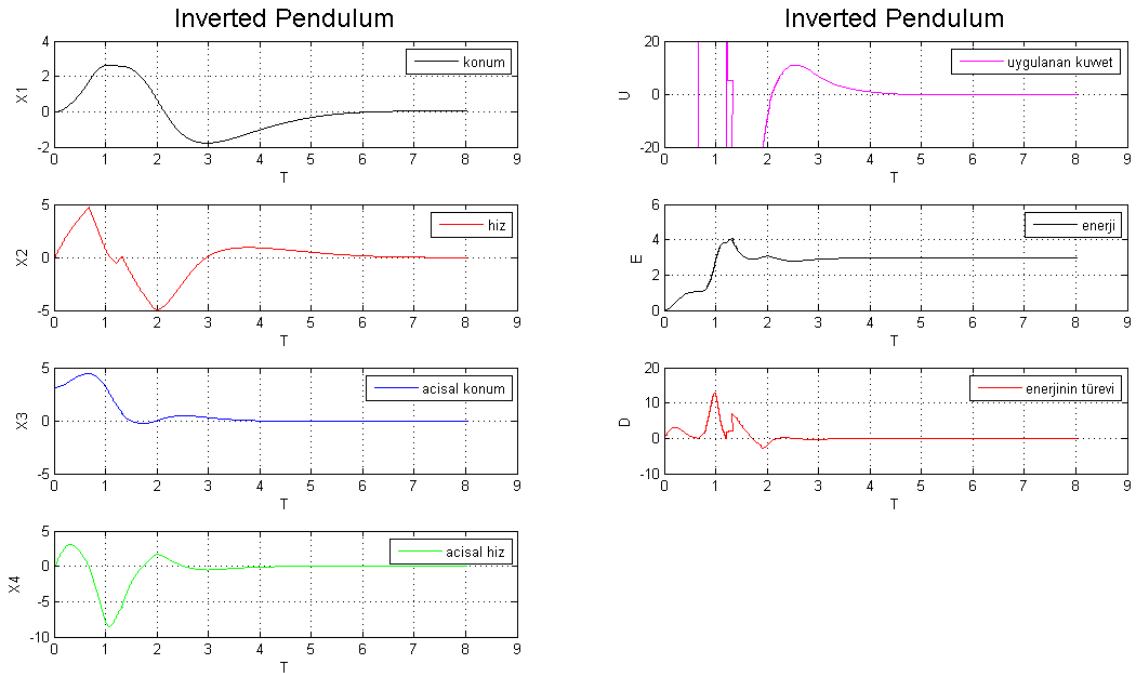 Inverted Pendulum
4
2
0
-2
X1
konum
0 1 2 3 4 5 6 7 8 9
T
5
0
-5
X2
hiz
0 1 2 3 4 5 6 7 8 9
T
5
0
-5
X3
acisal konum
0 1 2 3 4 5 6 7 8 9
T
5
0
-5
-10
X4
acisal hiz
0 1 2 3 4 5 6 7 8 9
T
Inverted Pendulum
20
0
-20
U
uygulanan kuvvet
0 1 2 3 4 5 6 7 8 9
T
6
4
2
0
E
enerji
0 1 2 3 4 5 6 7 8 9
T
20
10
0
-10
D
enerjinin türevi
0 1 2 3 4 5 6 7 8 9
T